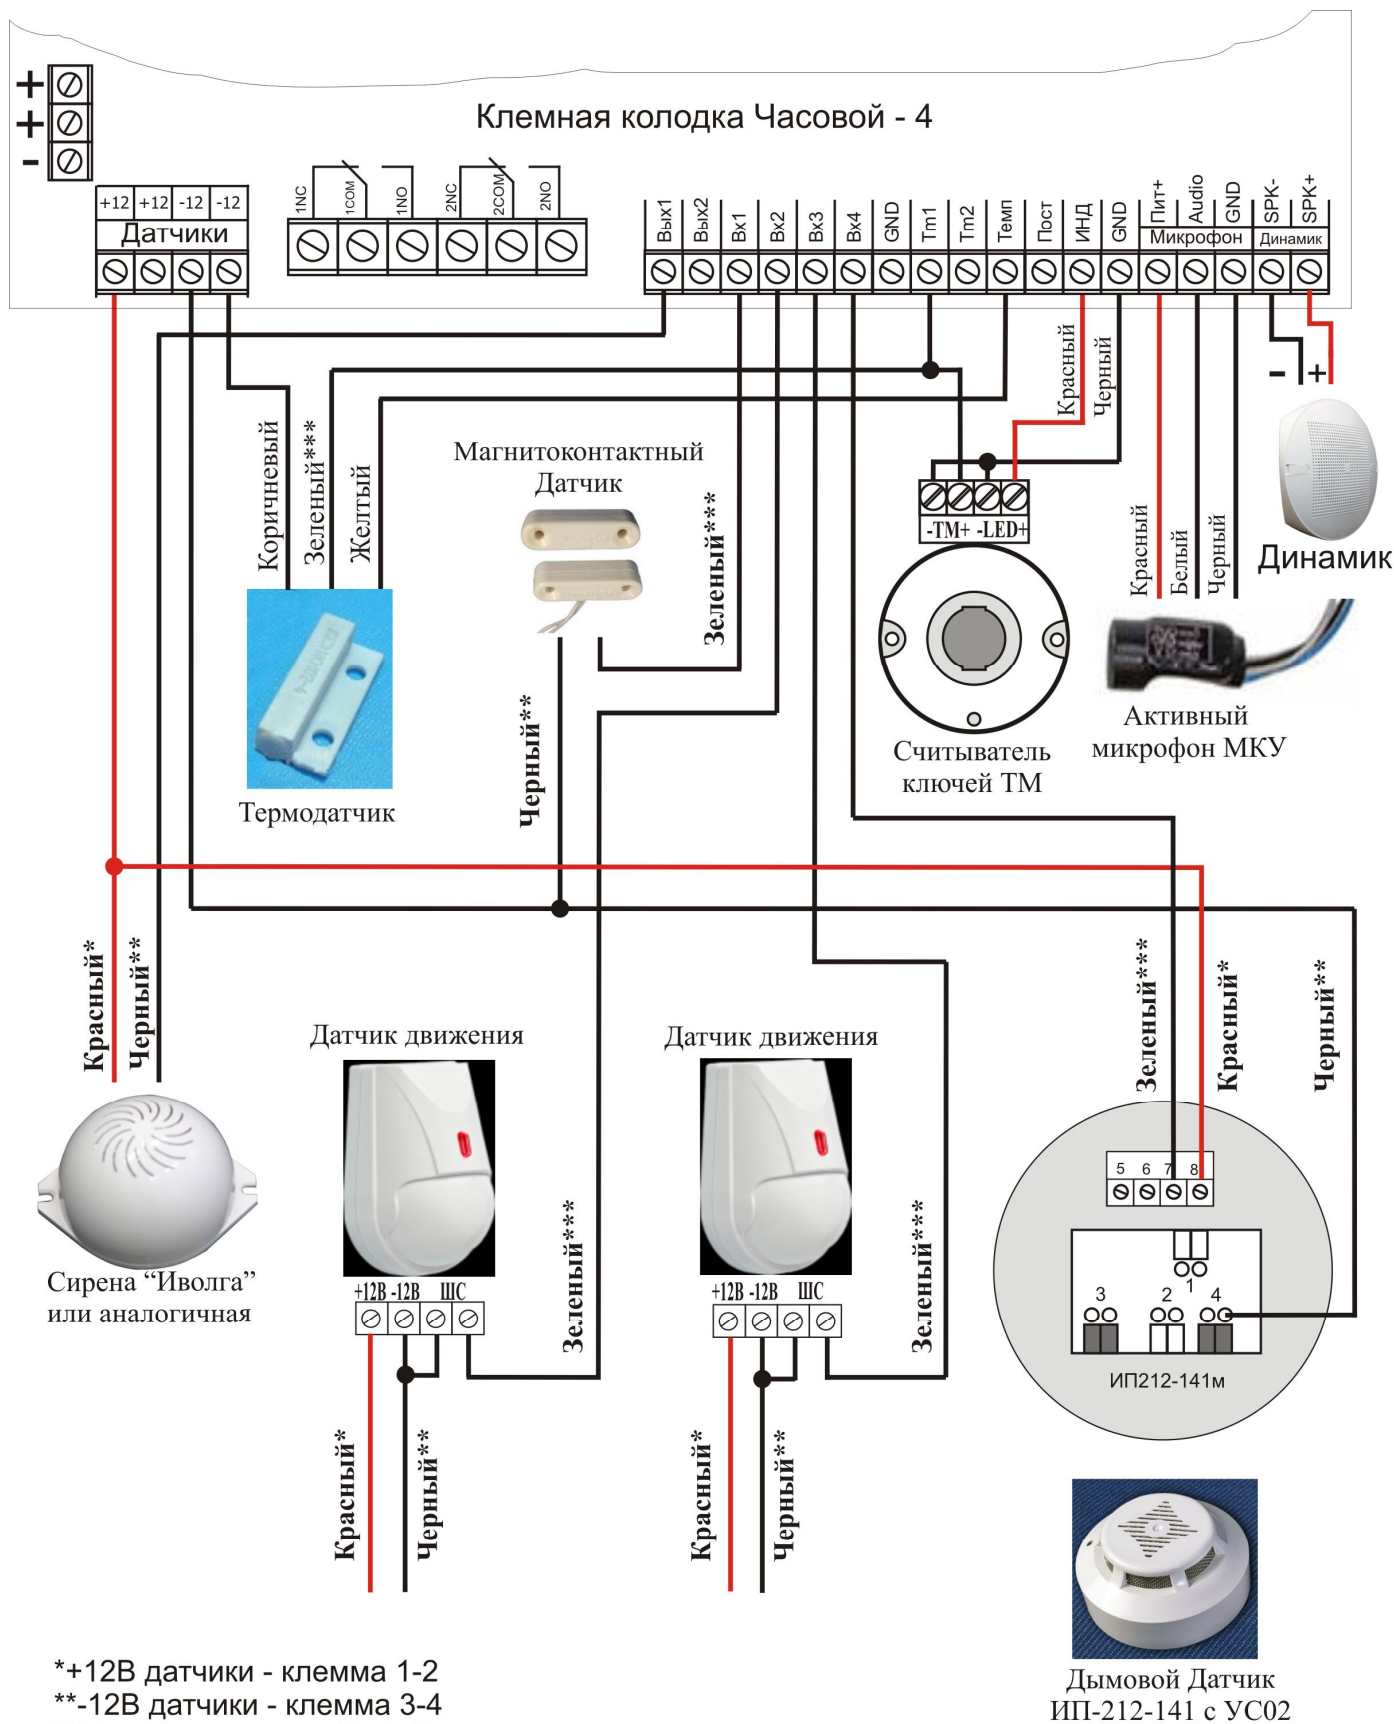 +
+
-
Клемная колодка Часовой - 4
+12 +12 -12 -12
Датчики
1NC 1COM 1NO 2NC 2COM 2NO
Вых1 Вых2 Вх1 Вх2 Вх3 Вх4 GND Tm1 Tm2 Темп Пост ИНД GND Пит+ Audio GND SPK- SPK+
Микрофон Динамик
Красный
Черный
- +
Коричневый
Зеленый***
Желтый
Магнитоконтактный
Датчик
Зеленый***
-TM+ -LED+
Красный
Белый
Черный
Динамик
Черный**
Термодатчик
Считыватель
ключей ТМ
Активный
микрофон МКУ
Красный*
Черный**
Зеленый***
Красный*
Черный**
Датчик движения
Датчик движения
Сирена “Иволга”
или аналогичная
+12В -12В ШС
Зеленый***
+12В -12В ШС
Зеленый***
5 6 7 8
1
3 2 4
ИП212-141м
Красный*
Черный**
Красный*
Черный**
*+12В датчики - клемма 1-2
**-12В датчики - клемма 3-4
Дымовой Датчик
ИП-212-141 с УС02